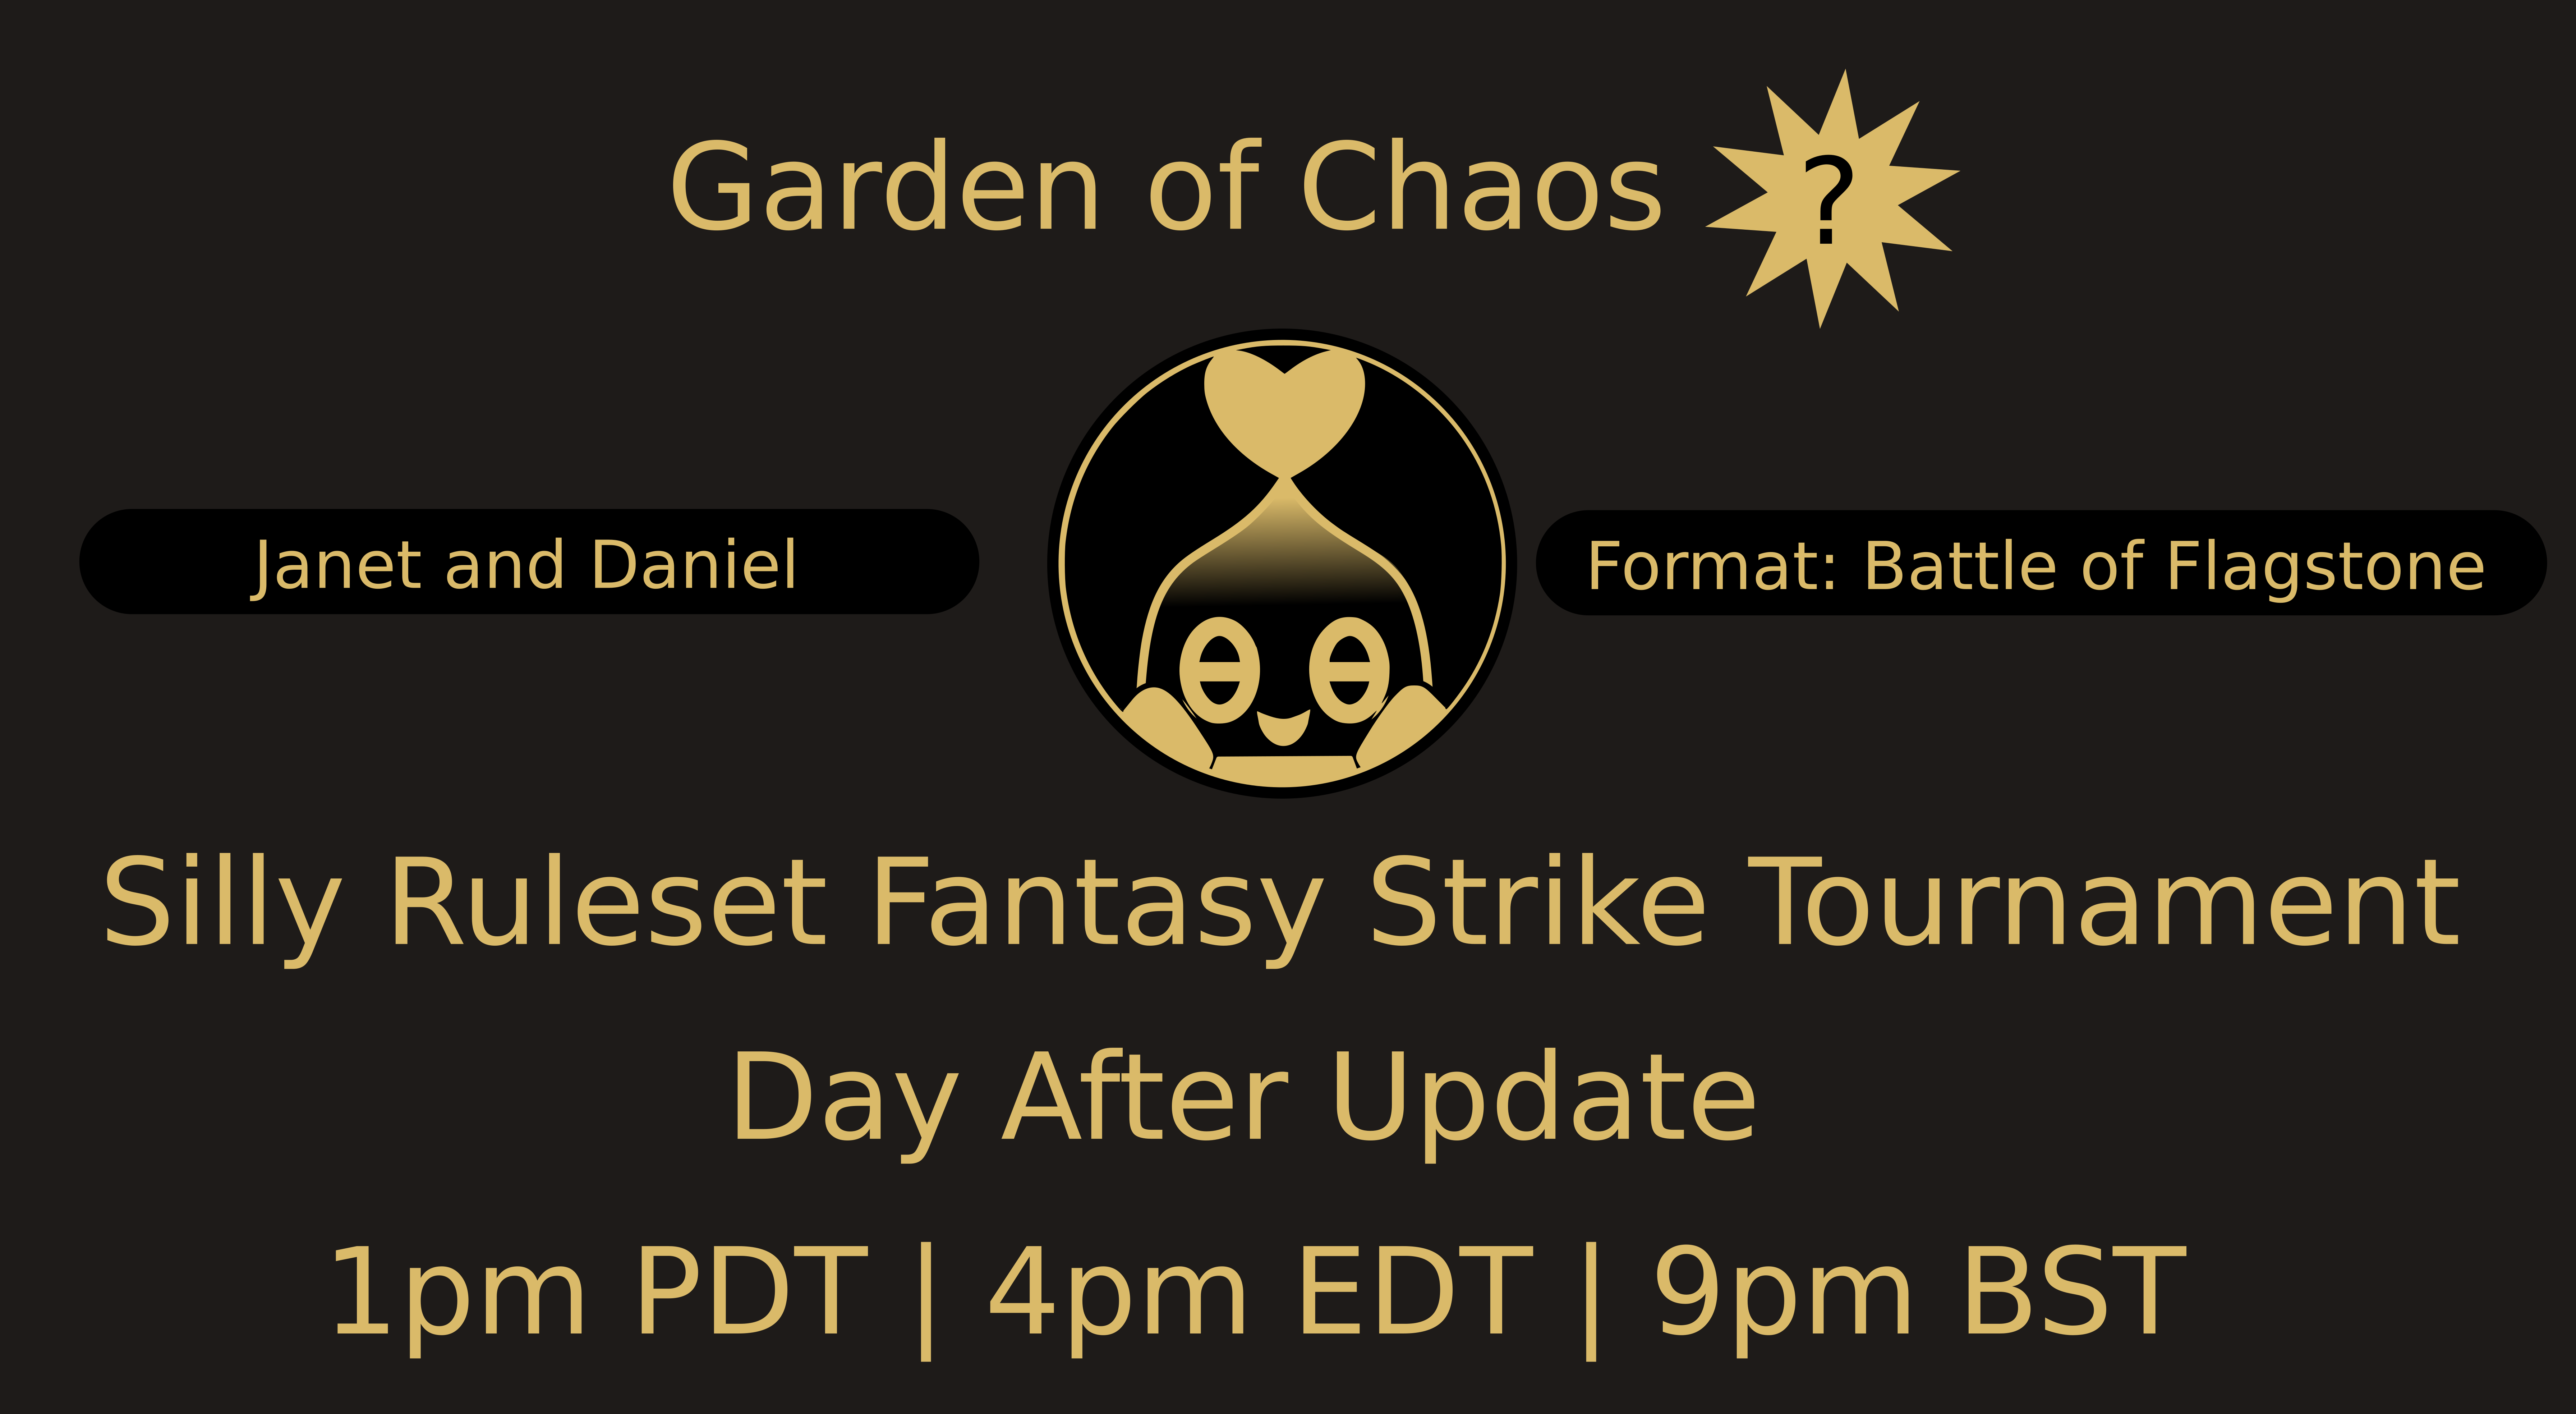 Garden of Chaos
?
Janet and Daniel
Format: Battle of Flagstone
Silly Ruleset Fantasy Strike Tournament
Day After Update
1pm PDT | 4pm EDT | 9pm BST